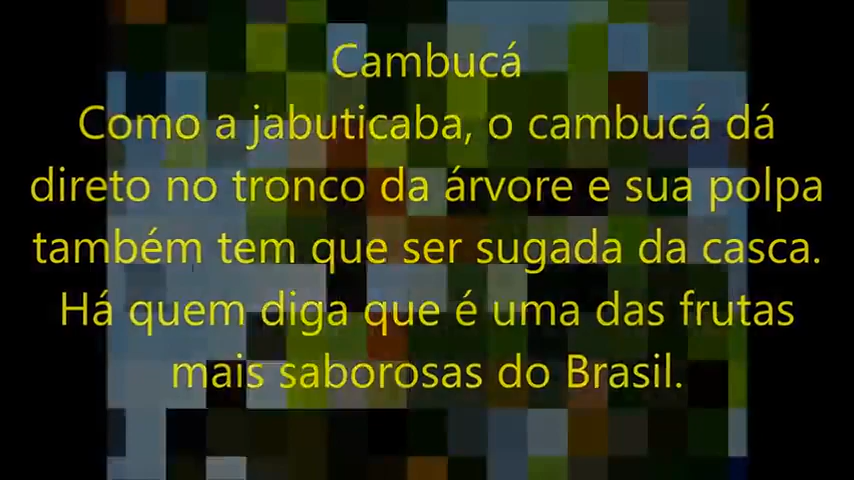 Cambucá
Como a jabuticaba, o cambucá dá
direto no tronco da árvore e sua polpa
também tem que ser sugada da casca.
Há quem diga que é uma das frutas
mais saborosas do Brasil.